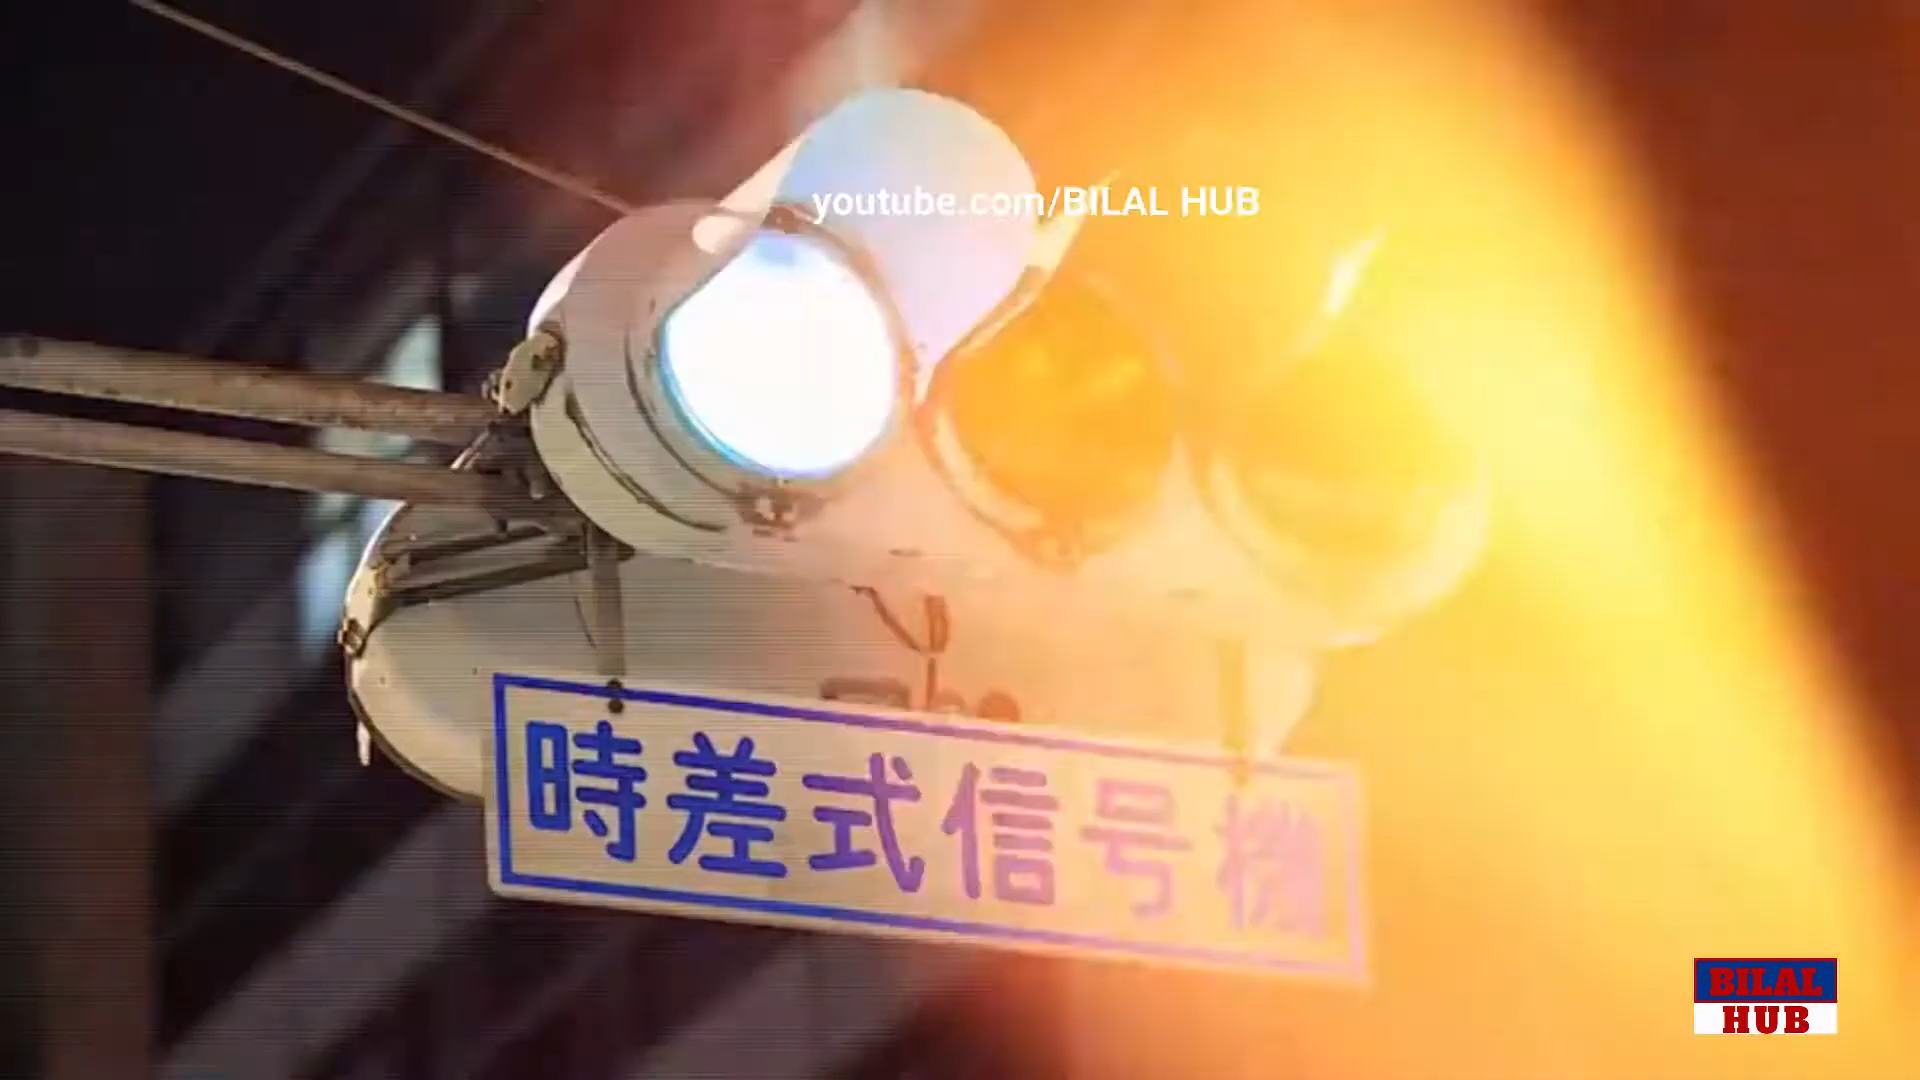 youtube.com/BILAL HUB
時差式信号機
BILAL
HUB